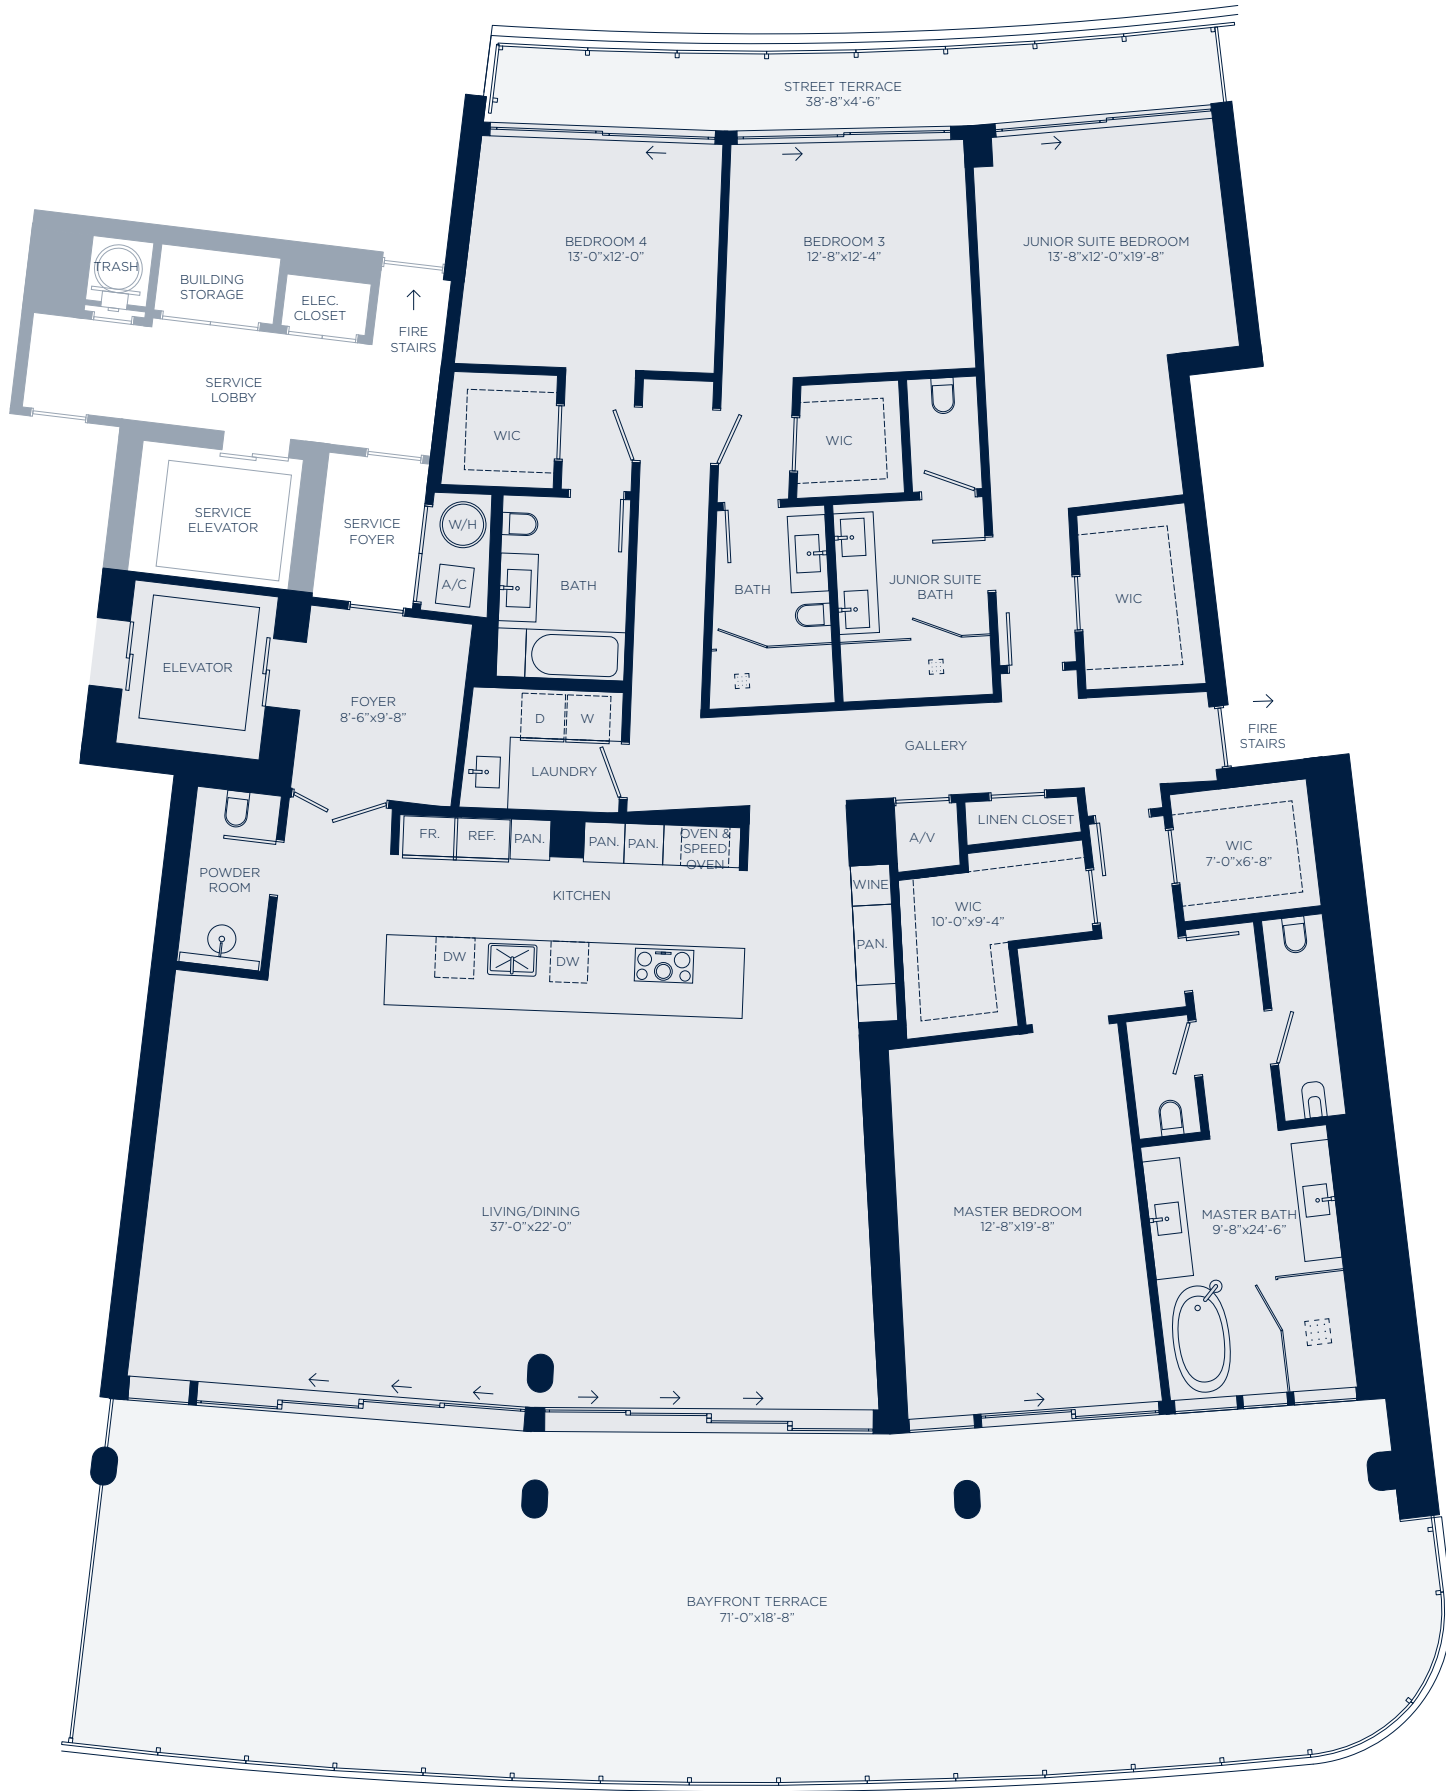 STREET TERRACE
38'-8"x4'-6"
BEDROOM 4
13'-0"x12'-0"
BEDROOM 3
12'-8"x12'-4"
JUNIOR SUITE BEDROOM
13'-8"x12'-0"x19'-8"
TRASH
BUILDING
STORAGE
ELEC.
CLOSET
FIRE
STAIRS
SERVICE
LOBBY
WIC
WIC
SERVICE
ELEVATOR
SERVICE
FOYER
W/H
A/C
BATH
BATH
JUNIOR SUITE
BATH
WIC
ELEVATOR
FOYER
8'-6"x9'-8"
D
W
LAUNDRY
GALLERY
FIRE
STAIRS
FR.
REF.
PAN.
PAN.
PAN.
OVEN &
SPEED
OVEN
A/V
LINEN CLOSET
WIC
7'-0"x6'-8"
POWDER
ROOM
KITCHEN
WINE
WIC
10'-0"x9'-4"
PAN.
DW
DW
LIVING/DINING
37'-0"x22'-0"
MASTER BEDROOM
12'-8"x19'-8"
MASTER BATH
9'-8"x24'-6"
BAYFRONT TERRACE
71'-0"x18'-8"